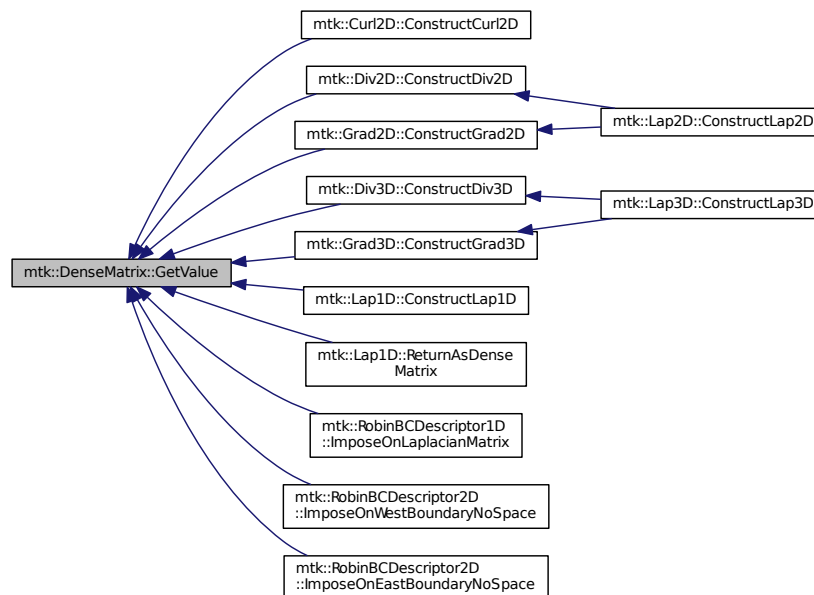 mtk::Curl2D::ConstructCurl2D
mtk::Div2D::ConstructDiv2D
mtk::Lap2D::ConstructLap2D
mtk::Grad2D::ConstructGrad2D
mtk::Div3D::ConstructDiv3D
mtk::Lap3D::ConstructLap3D
mtk::Grad3D::ConstructGrad3D
mtk::DenseMatrix::GetValue
mtk::Lap1D::ConstructLap1D
mtk::Lap1D::ReturnAsDense
Matrix
mtk::RobinBCDescriptor1D
::ImposeOnLaplacianMatrix
mtk::RobinBCDescriptor2D
::ImposeOnWestBoundaryNoSpace
mtk::RobinBCDescriptor2D
::ImposeOnEastBoundaryNoSpace